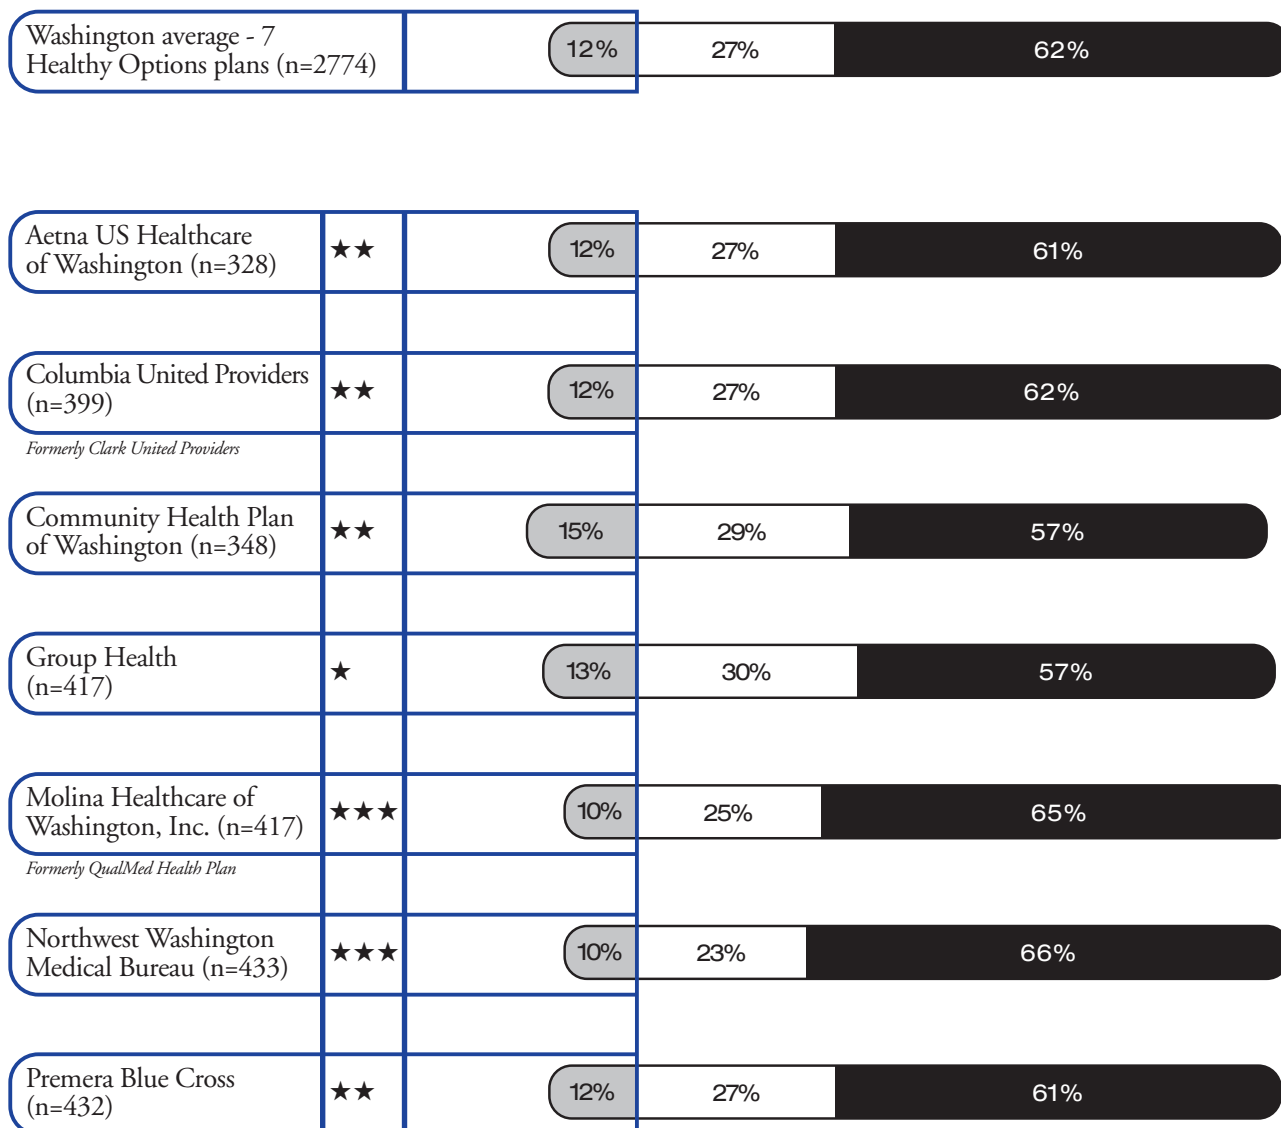 Washington average - 7
Healthy Options plans (n=2774)
12% 27% 62%
Aetna US Healthcare
of Washington (n=328)
★★
12% 27% 61%
Columbia United Providers
(n=399)
★★
12% 27% 62%
Formerly Clark United Providers
Community Health Plan
of Washington (n=348)
★★
15% 29% 57%
Group Health
(n=417)
★
13% 30% 57%
Molina Healthcare of
Washington, Inc. (n=417)
★★★
10% 25% 65%
Formerly QualMed Health Plan
Northwest Washington
Medical Bureau (n=433)
★★★
10% 23% 66%
Premera Blue Cross
(n=432)
★★
12% 27% 61%